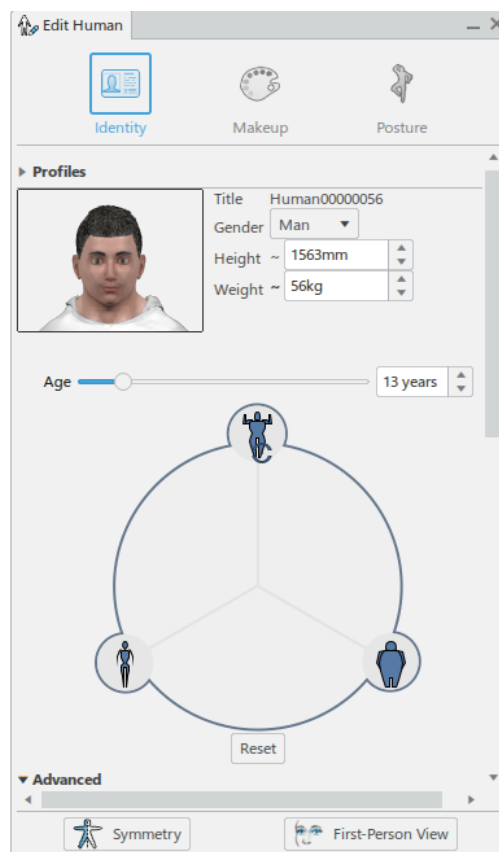 Edit Human
Identity Makeup Posture
Profiles
Title Human00000056
Gender Man
Height ~ 1563mm
Weight ~ 56kg
Age 13 years
Reset
Advanced
Symmetry First-Person View